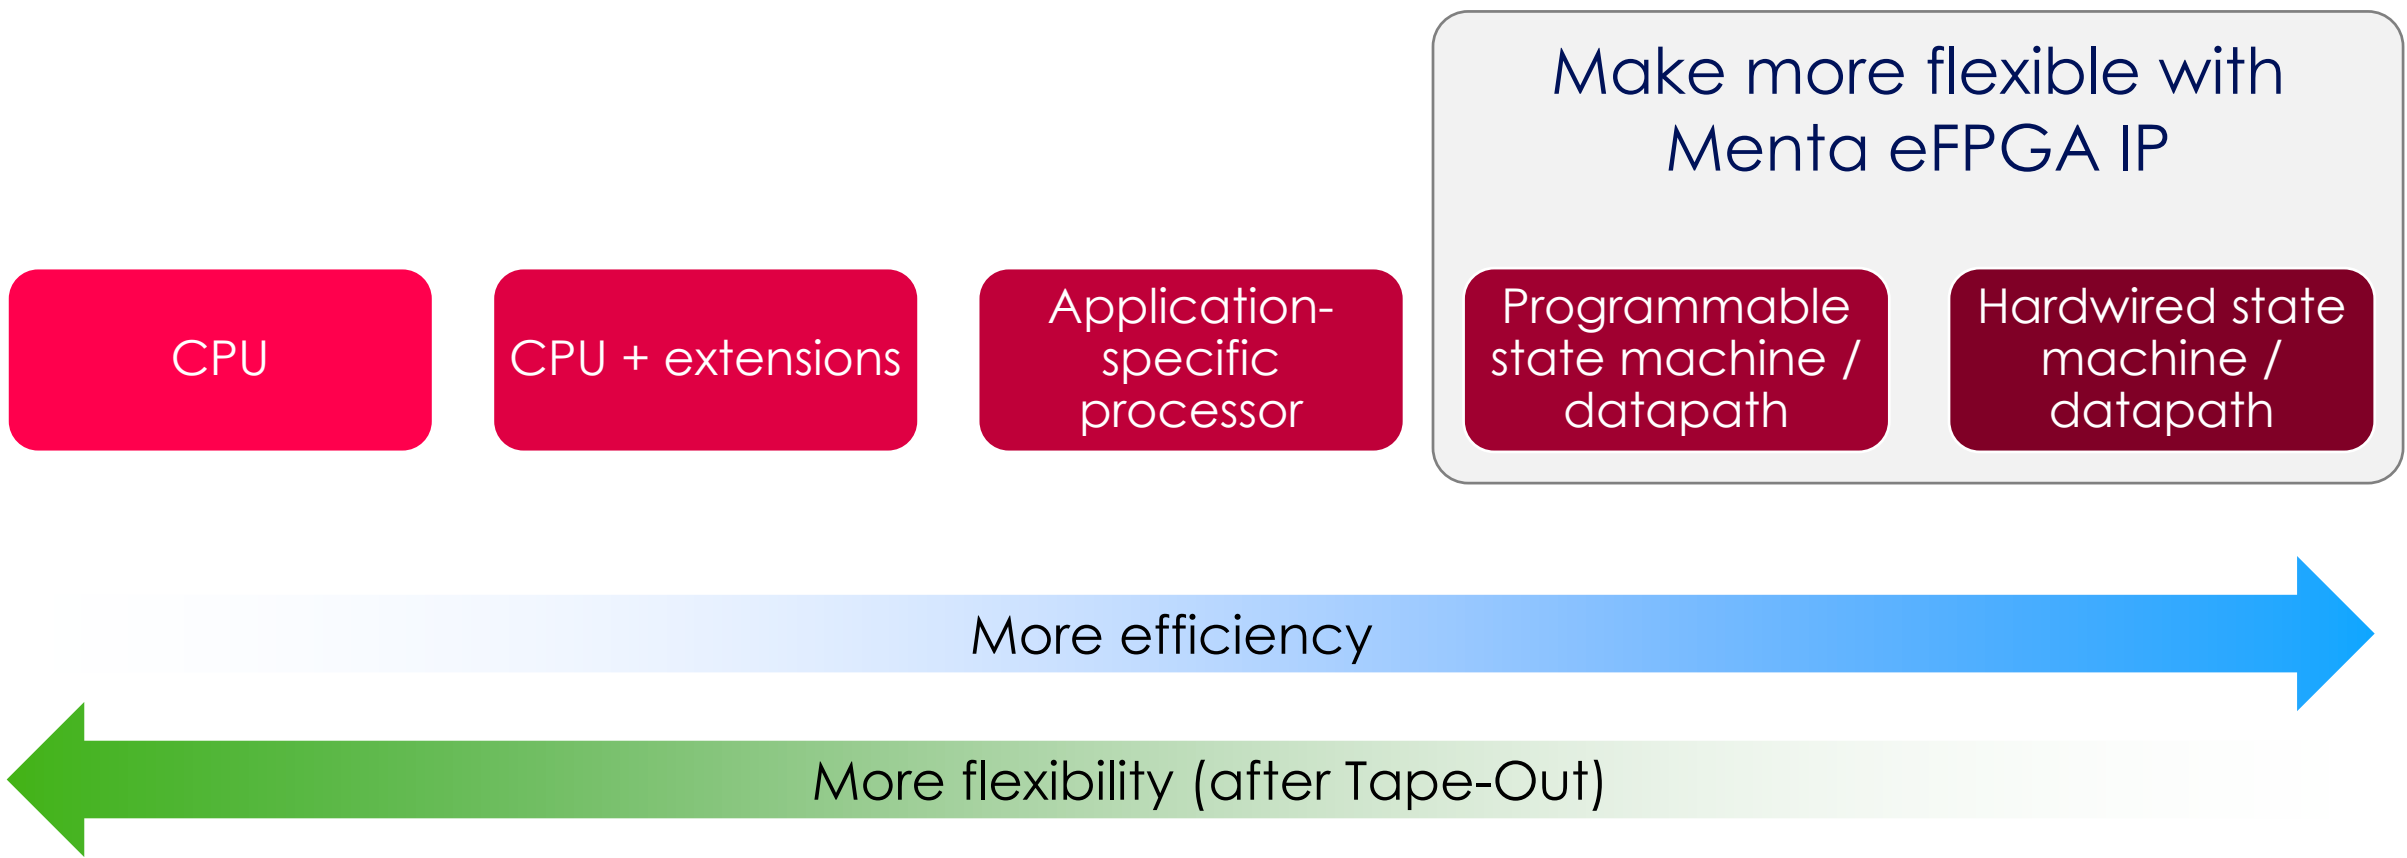 Make more flexible with
Menta eFPGA IP
CPU
CPU + extensions
Application-
specific
processor
Programmable
state machine /
datapath
Hardwired state
machine /
datapath
More efficiency
More flexibility (after Tape-Out)